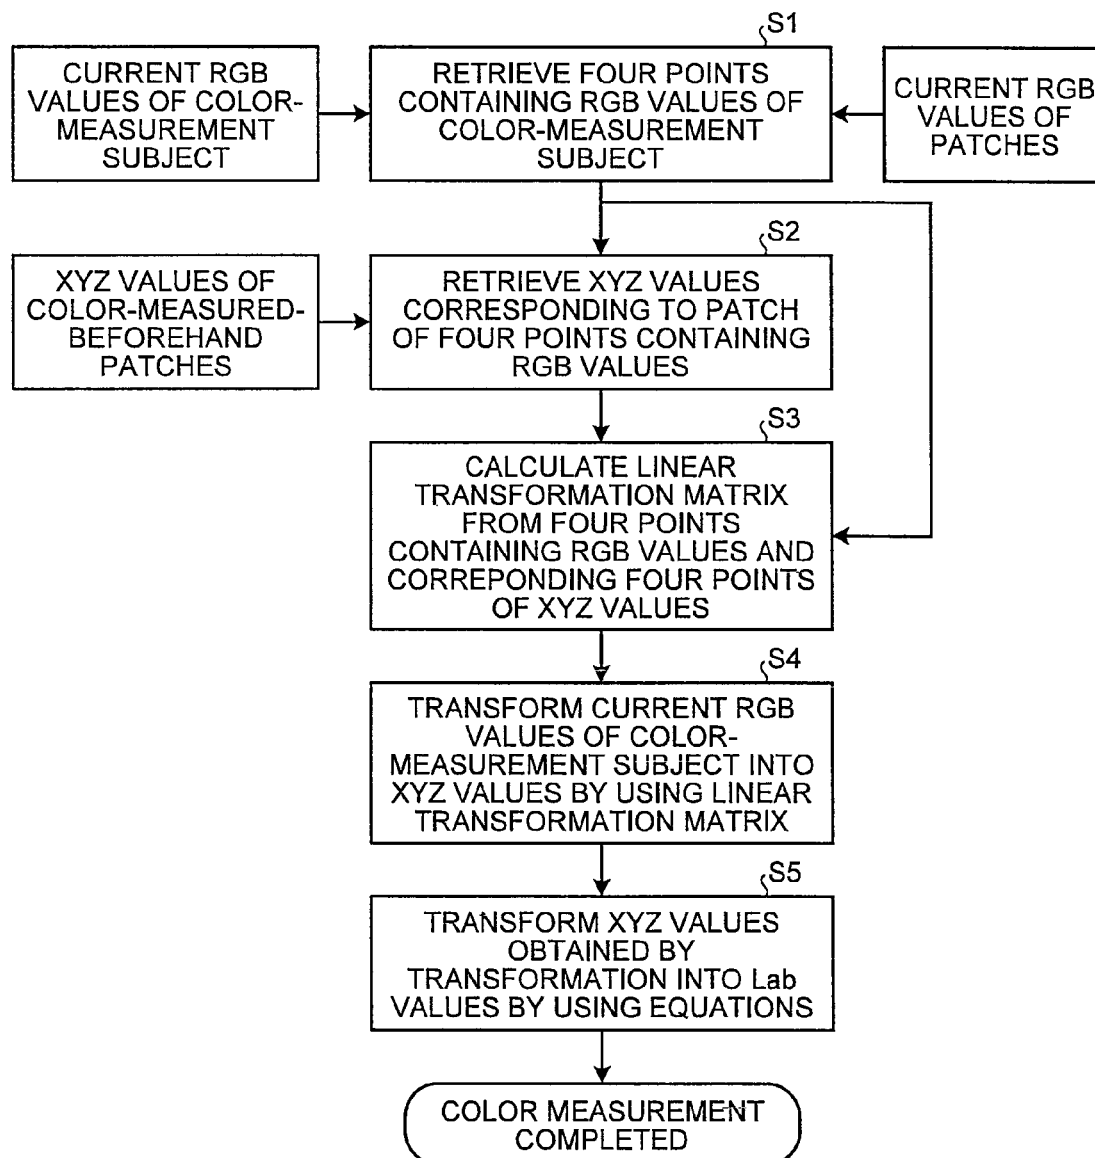 S1
CURRENT RGB
VALUES OF COLOR-
MEASUREMENT
SUBJECT
RETRIEVE FOUR POINTS
CONTAINING RGB VALUES OF
COLOR-MEASUREMENT
SUBJECT
CURRENT RGB
VALUES OF
PATCHES
S2
XYZ VALUES OF
COLOR-MEASURED-
BEFOREHAND
PATCHES
RETRIEVE XYZ VALUES
CORRESPONDING TO PATCH
OF FOUR POINTS CONTAINING
RGB VALUES
S3
CALCULATE LINEAR
TRANSFORMATION MATRIX
FROM FOUR POINTS
CONTAINING RGB VALUES AND
CORREPONDING FOUR POINTS
OF XYZ VALUES
S4
TRANSFORM CURRENT RGB
VALUES OF COLOR-
MEASUREMENT SUBJECT INTO
XYZ VALUES BY USING LINEAR
TRANSFORMATION MATRIX
S5
TRANSFORM XYZ VALUES
OBTAINED BY
TRANSFORMATION INTO Lab
VALUES BY USING EQUATIONS
COLOR MEASUREMENT
COMPLETED